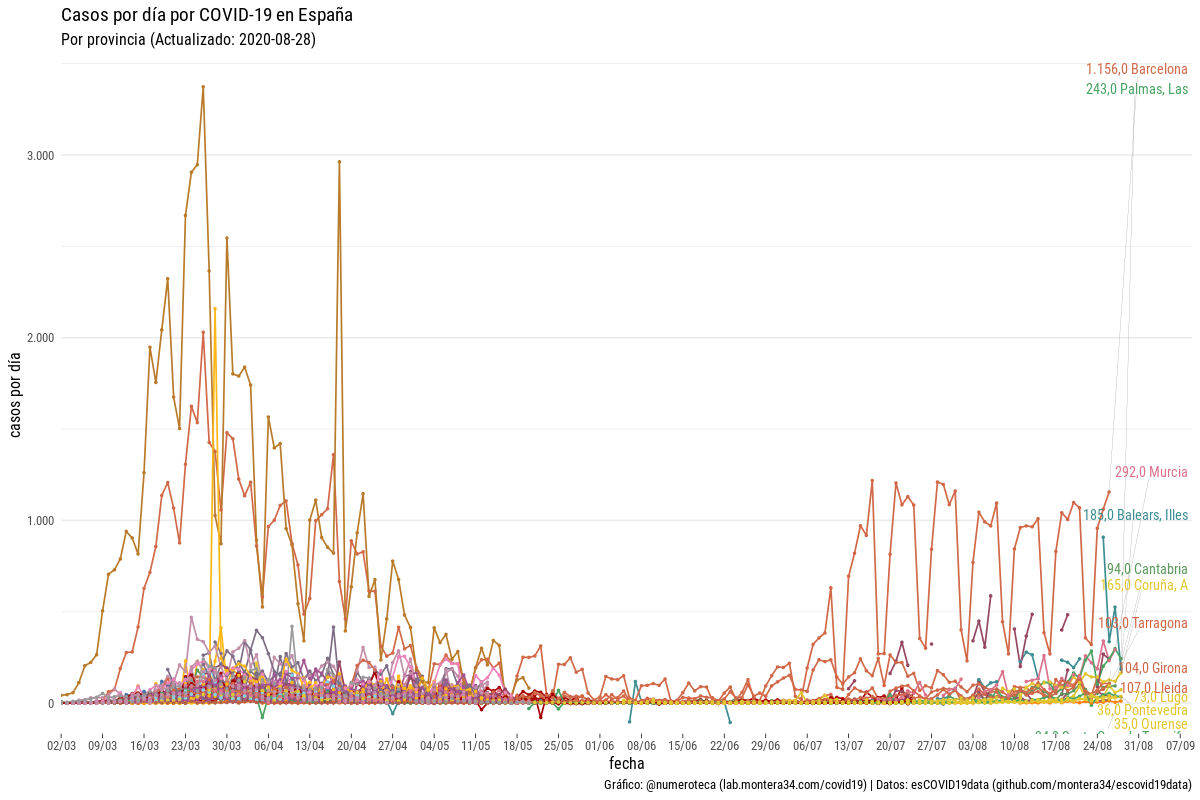 Casos por día por COVID-19 en España
Por provincia (Actualizado: 2020-08-28)
1.156,0 Barcelona
243,0 Palmas, Las
3.000
2.000
1.000
0
casos por día
292,0 Murcia
185,0 Balears, Illes
94,0 Cantabria
165,0 Coruña, A
103,0 Tarragona
104,0 Girona
107,0 Lleida
73,0 Lugo
36,0 Pontevedra
35,0 Ourense
02/03 09/03 16/03 23/03 30/03 06/04 13/04 20/04 27/04 04/05 11/05 18/05 25/05 01/06 08/06 15/06 22/06 29/06 06/07 13/07 20/07 27/07 03/08 10/08 17/08 24/08 31/08 07/09
fecha
Gráfico: @numeroteca (lab.montera34.com/covid19) | Datos: esCOVID19data (github.com/montera34/escovid19data)